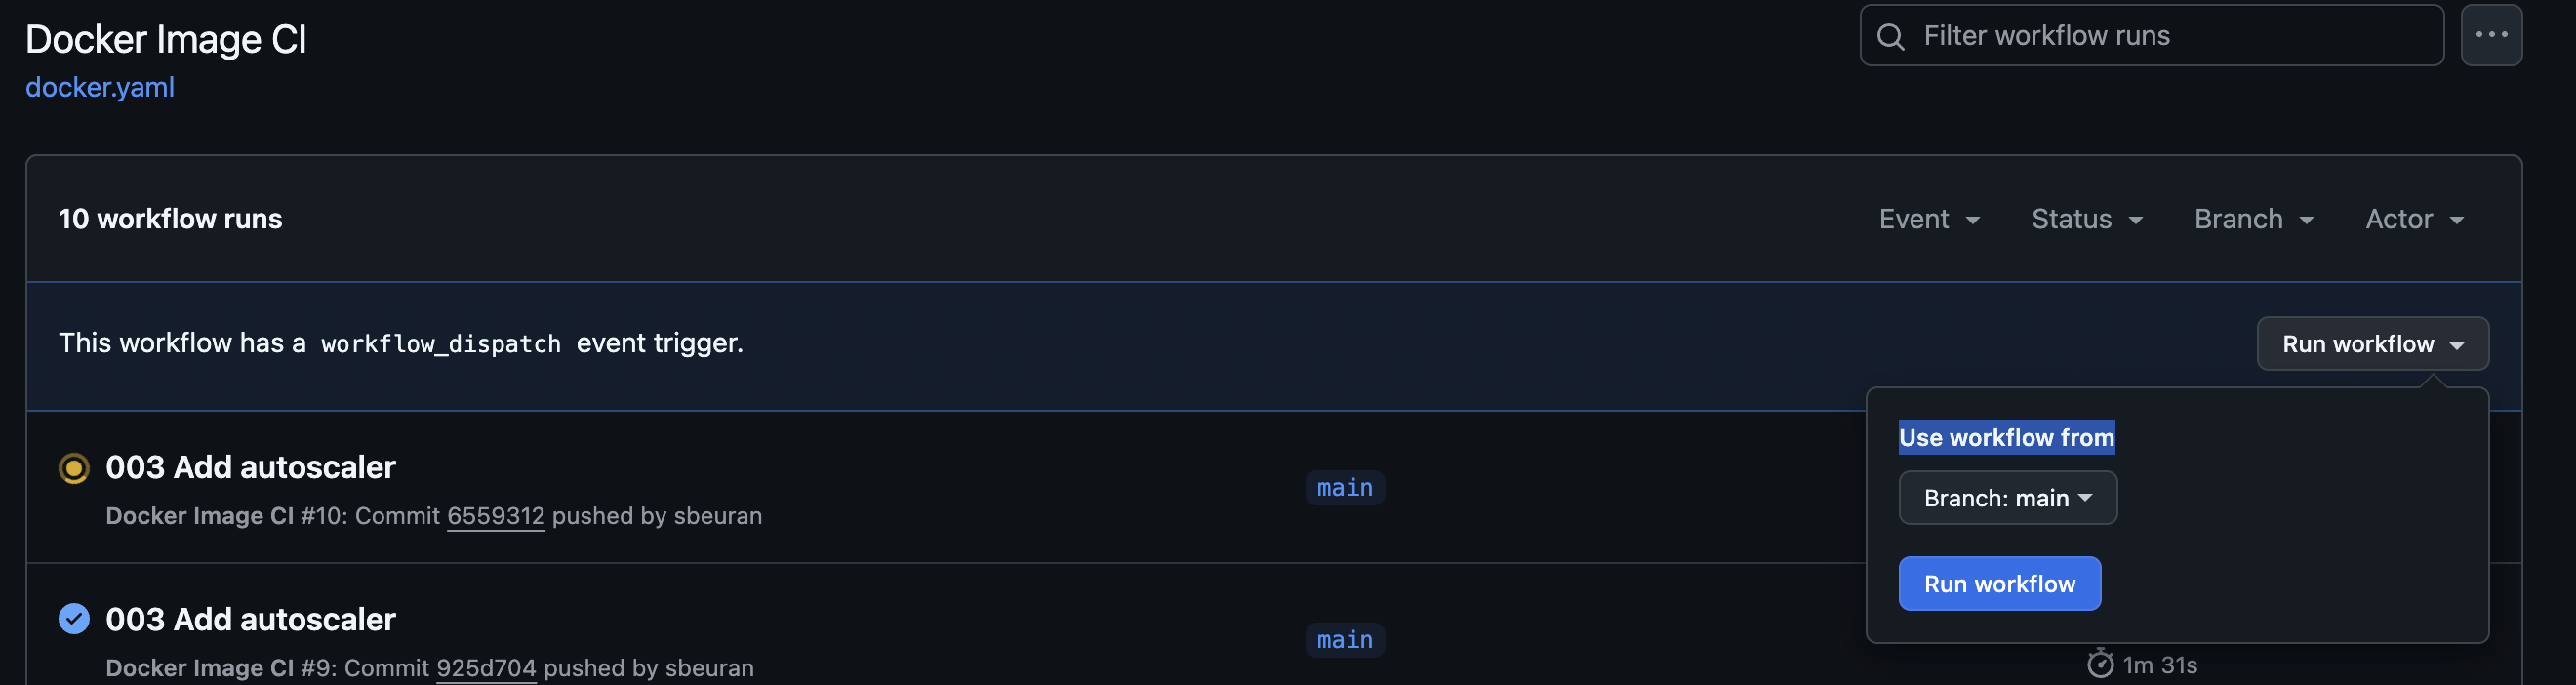 Docker Image CI
docker.yaml
Filter workflow runs
10 workflow runs
Event
Status
Branch
Actor
This workflow has a workflow_dispatch event trigger.
Run workflow
Use workflow from
Branch: main
Run workflow
003 Add autoscaler
Docker Image CI #10: Commit 6559312 pushed by sbeuran
main
003 Add autoscaler
Docker Image CI #9: Commit 925d704 pushed by sbeuran
main
1m 31s